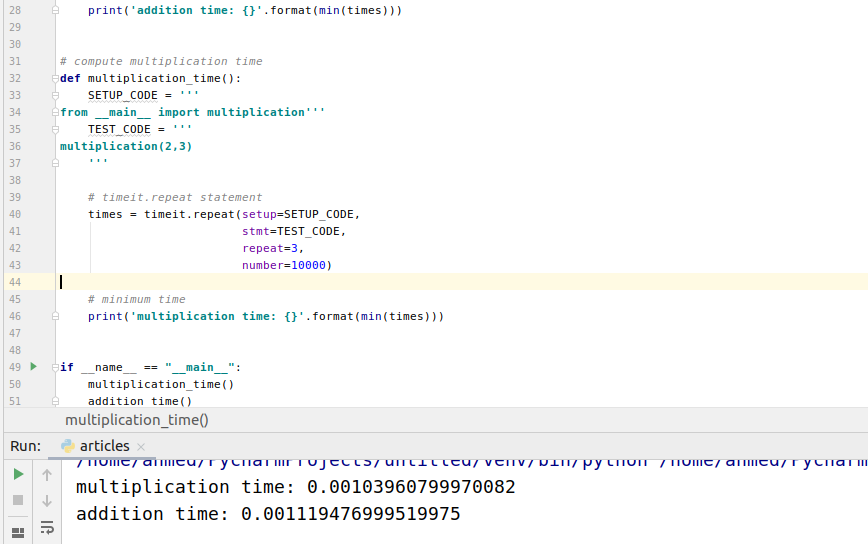 28 print('addition time: {}'.format(min(times)))
29
30
31 # compute multiplication time
32 def multiplication_time():
33 SETUP_CODE = '''
34 from __main__ import multiplication'''
35 TEST_CODE = '''
36 multiplication(2,3)
37 '''
38
39 # timeit.repeat statement
40 times = timeit.repeat(setup=SETUP_CODE,
41 stmt=TEST_CODE,
42 repeat=3,
43 number=10000)
44
45 # minimum time
46 print('multiplication time: {}'.format(min(times)))
47
48
49 if __name__ == "__main__":
50 multiplication_time()
51 addition_time()
multiplication_time()
Run: articles
/home/ahmed/PycharmProjects/untitled/venv/bin/python /home/ahmed/Pycharm
multiplication time: 0.00103960799970082
addition time: 0.001119476999519975